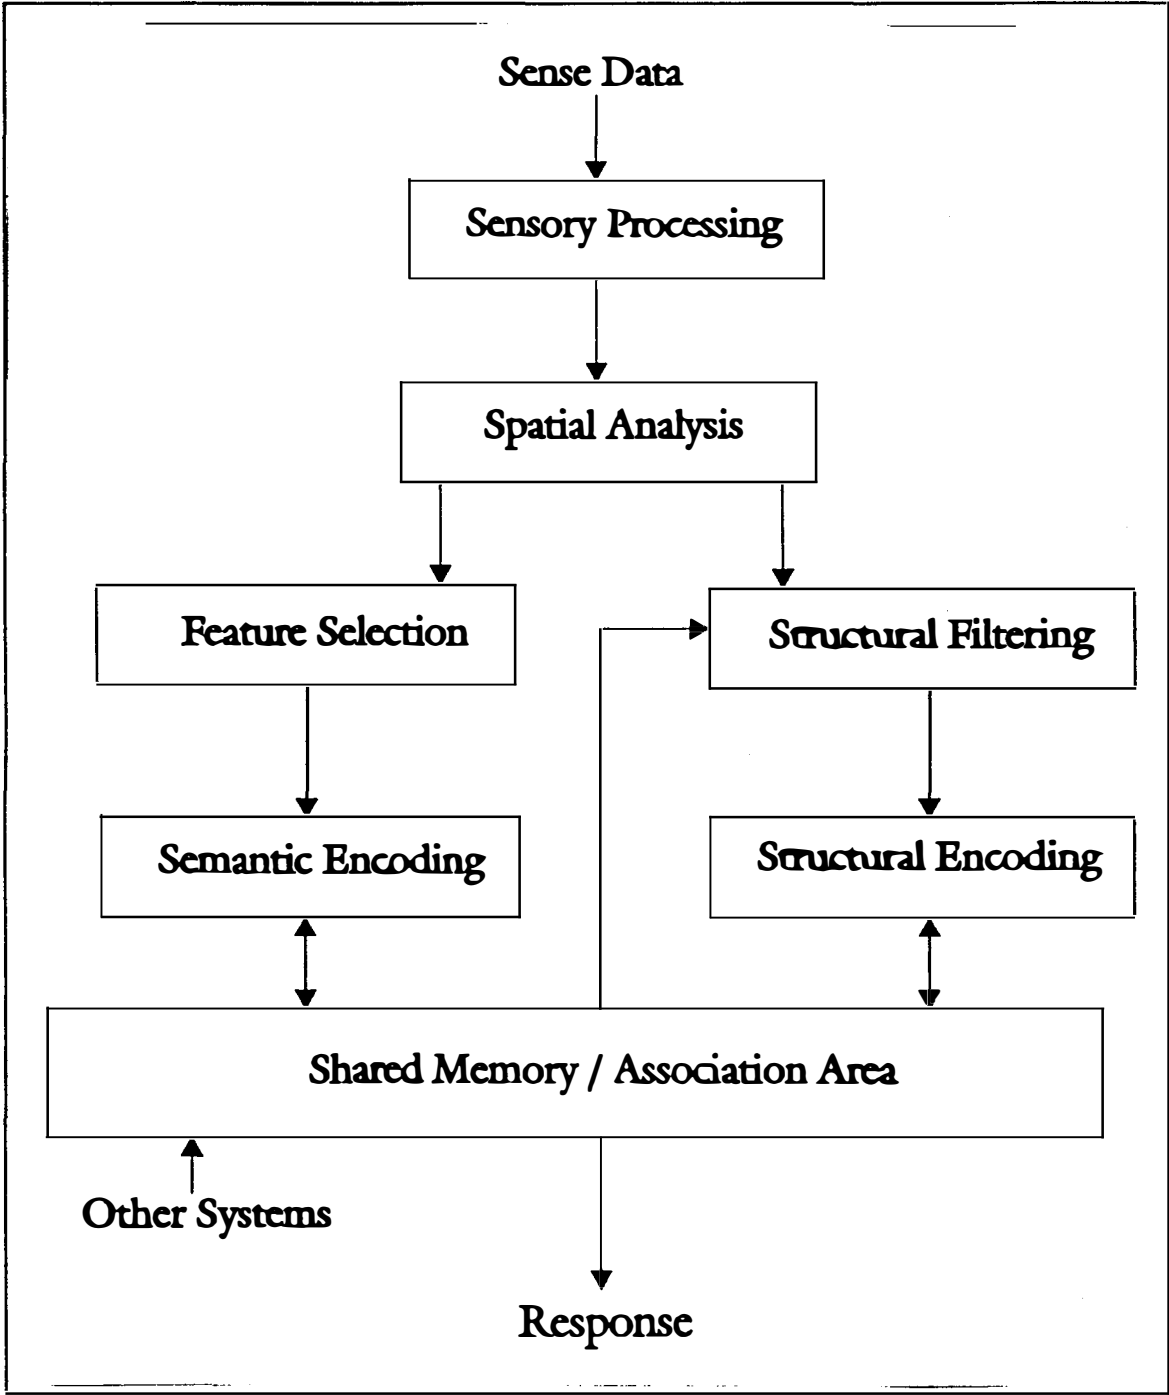 Sense Data
Sensory Processing
Spatial Analysis
Feature Selection
Structural Filtering
Semantic Encoding
Structural Encoding
Shared Memory / Association Area
Other Systems
Response